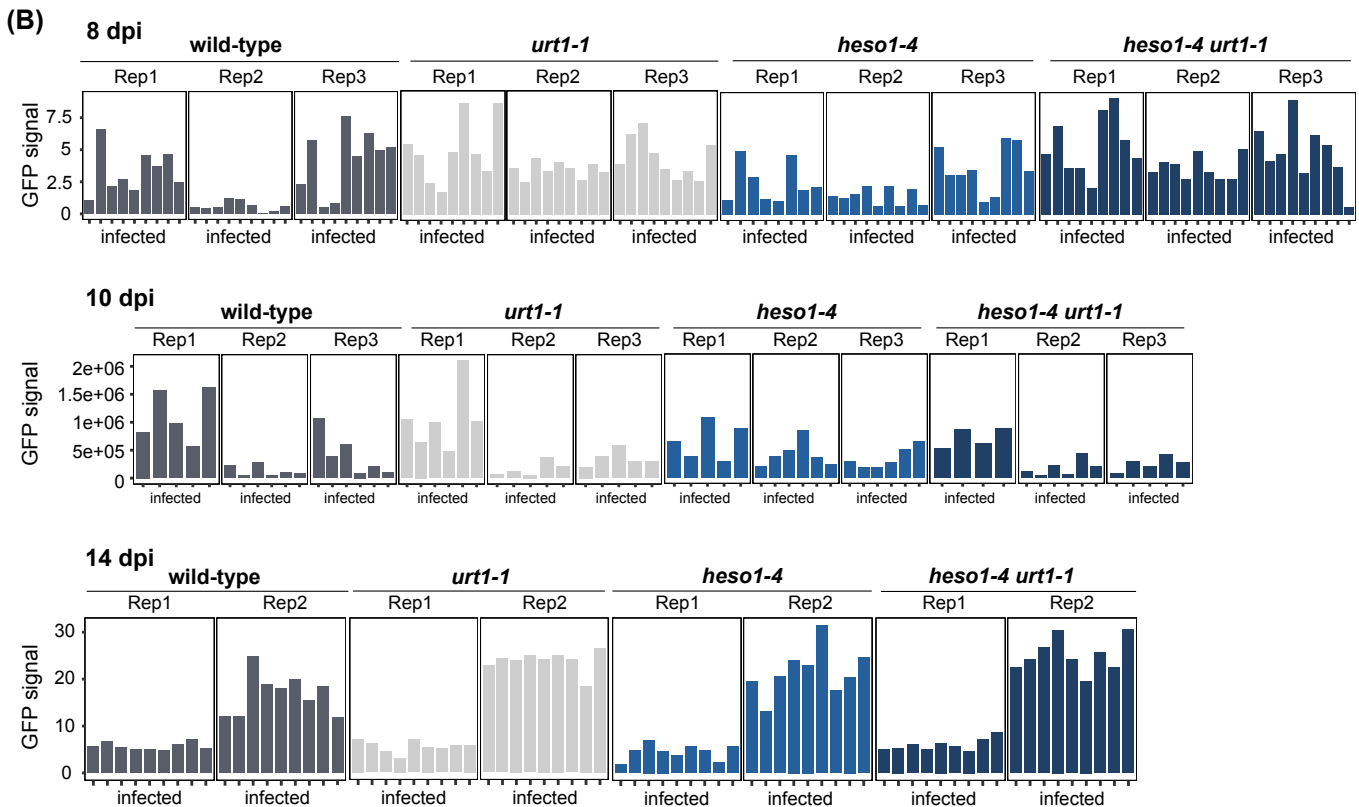 (B)
8 dpi
wild-type urt1-1 heso1-4 heso1-4 urt1-1
Rep1 Rep2 Rep3 Rep1 Rep2 Rep3 Rep1 Rep2 Rep3 Rep1 Rep2 Rep3
GFP signal
7.5
5
2.5
0
infected infected infected infected infected infected infected infected infected infected infected infected
10 dpi
wild-type urt1-1 heso1-4 heso1-4 urt1-1
Rep1 Rep2 Rep3 Rep1 Rep2 Rep3 Rep1 Rep2 Rep3 Rep1 Rep2 Rep3
GFP signal
2e+06
1.5e+06
1e+06
5e+05
0
infected infected infected infected infected infected infected infected infected infected infected infected
14 dpi
wild-type urt1-1 heso1-4 heso1-4 urt1-1
Rep1 Rep2 Rep1 Rep2 Rep1 Rep2 Rep1 Rep2
GFP signal
30
20
10
0
infected infected infected infected infected infected infected infected